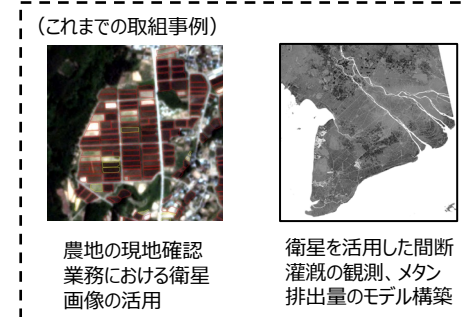 （これまでの取組事例）
農地の現地確認
業務における衛星
画像の活用
衛星を活用した間断
灌漑の観測、メタン
排出量のモデル構築